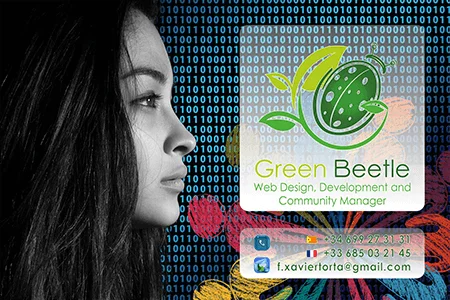 Green Beetle
Web Design, Development and
Community Manager
+34 699 27 31 31
+33 685 03 21 45
f.xaviertorta@gmail.com